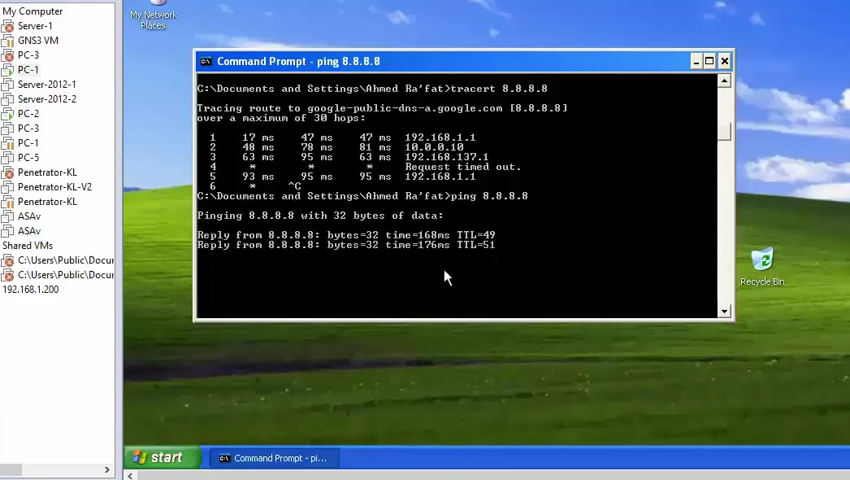 My Computer
Server-1
GNS3 VM
PC-3
PC-1
Server-2012-1
Server-2012-2
PC-2
PC-3
PC-1
PC-5
Penetrator-KL
Penetrator-KL-V2
Penetrator-KL
ASAv
ASAv
Shared VMs
C:\Users\Public\Docur
C:\Users\Public\Docur
192.168.1.200
My Network
Places
Command Prompt - ping 8.8.8.8
C:\Documents and Settings\Ahmed Ra'fat>tracert 8.8.8.8
Tracing route to google-public-dns-a.google.com [8.8.8.8]
over a maximum of 30 hops:
1 17 ms 47 ms 47 ms 192.168.1.1
2 48 ms 78 ms 81 ms 10.0.0.10
3 63 ms 95 ms 63 ms 192.168.137.1
4 * * * Request timed out.
5 93 ms 95 ms 95 ms 192.168.1.1
6 * ^C
C:\Documents and Settings\Ahmed Ra'fat>ping 8.8.8.8
Pinging 8.8.8.8 with 32 bytes of data:
Reply from 8.8.8.8: bytes=32 time=168ms TTL=49
Reply from 8.8.8.8: bytes=32 time=176ms TTL=51
Recycle Bin
start
Command Prompt - pi...